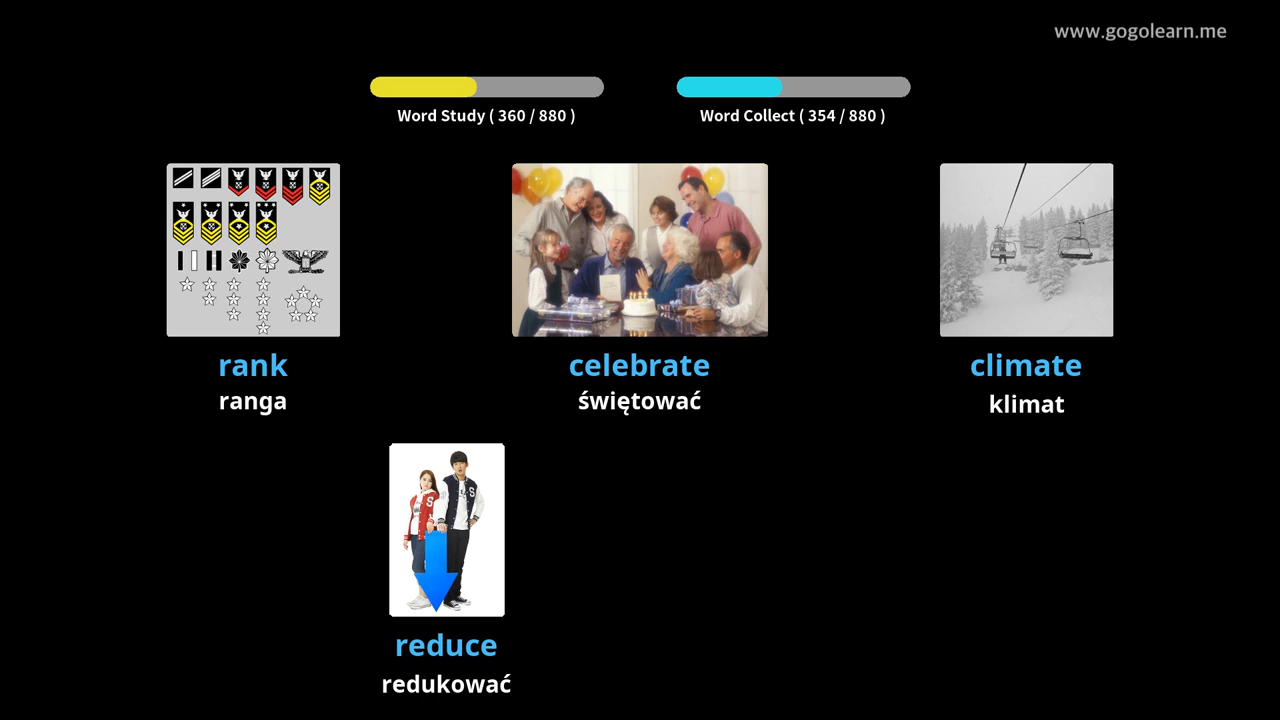 www.gogolearn.me
Word Study ( 360 / 880 )
Word Collect ( 354 / 880 )
rank
ranga
celebrate
świętować
climate
klimat
S
S
reduce
redukować